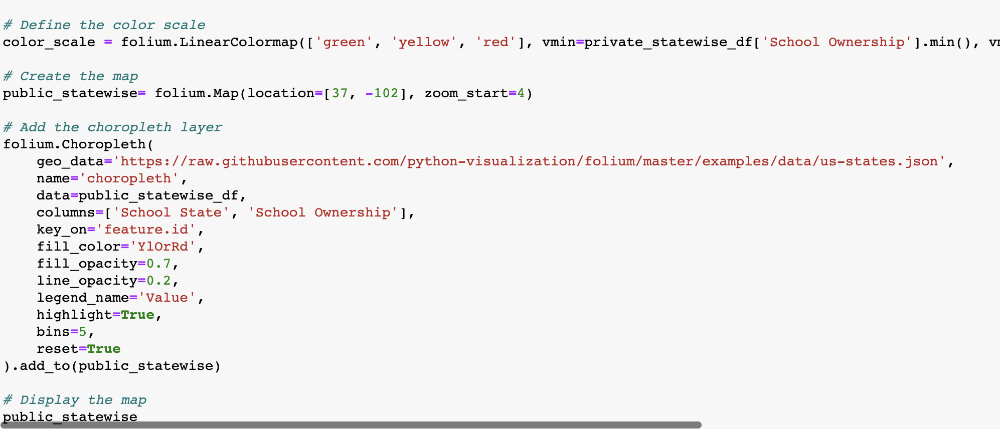 # Define the color scale
color_scale = folium.LinearColormap(['green', 'yellow', 'red'], vmin=private_statewise_df['School Ownership'].min(),
# Create the map
public_statewise= folium.Map(location=[37, -102], zoom_start=4)
# Add the choropleth layer
folium.Choropleth(
    geo_data='https://raw.githubusercontent.com/python-visualization/folium/master/examples/data/us-states.json',
    name='choropleth',
    data=public_statewise_df,
    columns=['School State', 'School Ownership'],
    key_on='feature.id',
    fill_color='YlOrRd',
    fill_opacity=0.7,
    line_opacity=0.2,
    legend_name='Value',
    highlight=True,
    bins=5,
    reset=True
).add_to(public_statewise)
# Display the map
public_statewise